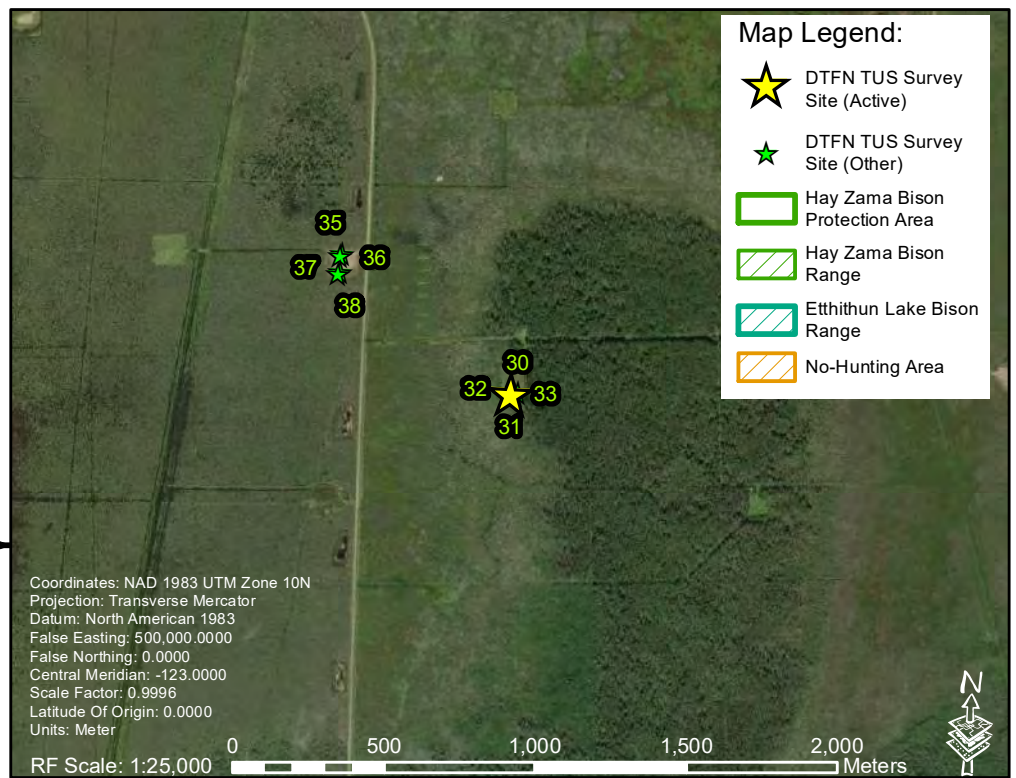 Map Legend:
DTFN TUS Survey
Site (Active)
DTFN TUS Survey
Site (Other)
Hay Zama Bison
Protection Area
Hay Zama Bison
Range
Etthithun Lake Bison
Range
No-Hunting Area
35
36
37
38
30
32
33
31
Coordinates: NAD 1983 UTM Zone 10N
Projection: Transverse Mercator
Datum: North American 1983
False Easting: 500,000.0000
False Northing: 0.0000
Central Meridian: -123.0000
Scale Factor: 0.9996
Latitude Of Origin: 0.0000
Units: Meter
RF Scale: 1:25,000
0 500 1,000 1,500 2,000
Meters
N